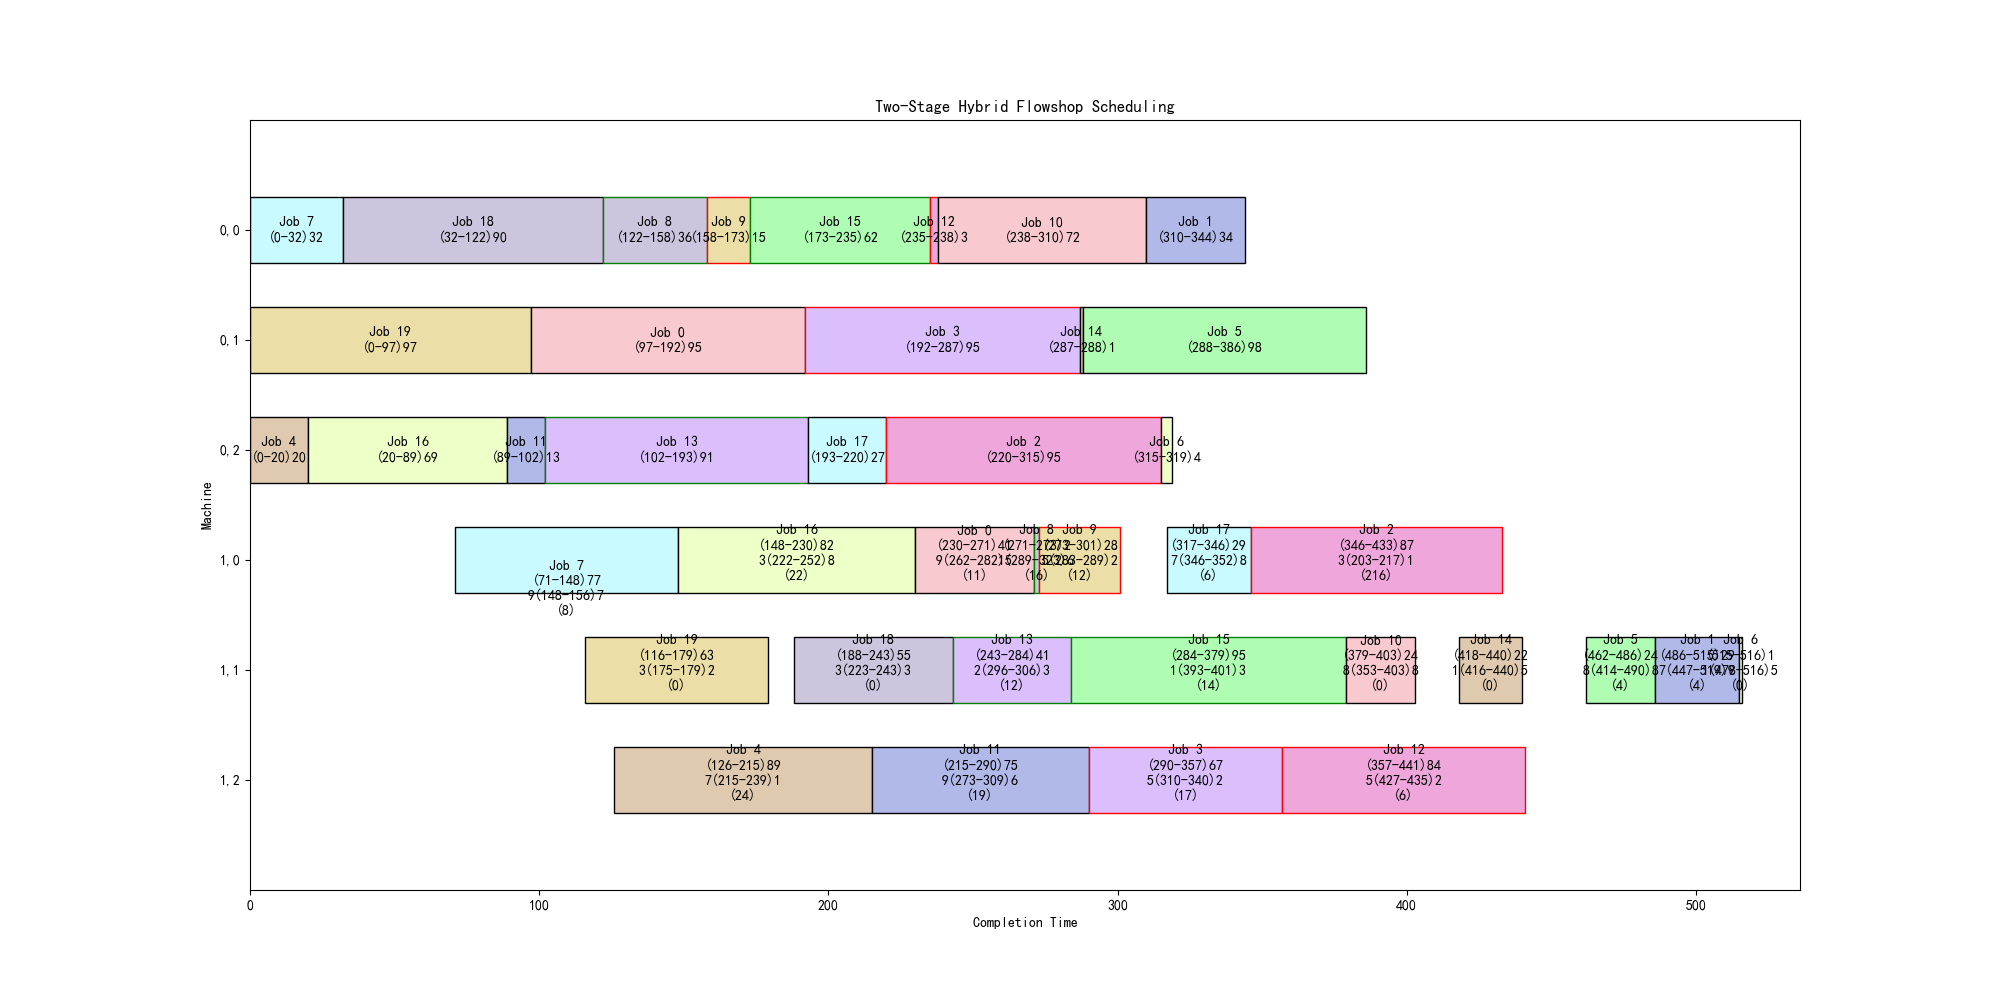 Two-Stage Hybrid Flowshop Scheduling
0,0
Job 7
(0-32)32
Job 18
(32-122)90
Job 8
(122-158)36
Job 9
(158-173)15
Job 15
(173-235)62
Job 12
(235-238)3
Job 10
(238-310)72
Job 1
(310-344)34
0,1
Job 19
(0-97)97
Job 0
(97-192)95
Job 3
(192-287)95
Job 14
(287-288)1
Job 5
(288-386)98
0,2
Job 4
(0-20)20
Job 16
(20-89)69
Job 11
(89-102)13
Job 13
(102-193)91
Job 17
(193-220)27
Job 2
(220-315)95
Job 6
(315-319)4
Machine
1,0
Job 7
(71-148)77
9(148-156)7
(8)
Job 16
(148-230)82
3(222-252)8
(22)
Job 0
(230-271)41
9(262-282)5
(11)
Job 8
(271-273)2
(16)
Job 9
(273-301)28
(12)
Job 17
(317-346)29
7(346-352)8
(6)
Job 2
(346-433)87
3(203-217)1
(216)
1,1
Job 19
(116-179)63
3(175-179)2
(0)
Job 18
(188-243)55
3(223-243)3
(0)
Job 13
(243-284)41
2(296-306)3
(12)
Job 15
(284-379)95
1(393-401)3
(14)
Job 10
(379-403)24
8(353-403)8
(0)
Job 14
(418-440)22
1(416-440)5
(0)
Job 5
(462-486)24
8(414-490)8
(4)
Job 1
(486-515)29
(4)
Job 6
(515-516)1
(0)
1,2
Job 4
(126-215)89
7(215-239)1
(24)
Job 11
(215-290)75
9(273-309)6
(19)
Job 3
(290-357)67
5(310-340)2
(17)
Job 12
(357-441)84
5(427-435)2
(6)
0
100
200
300
400
500
Completion Time